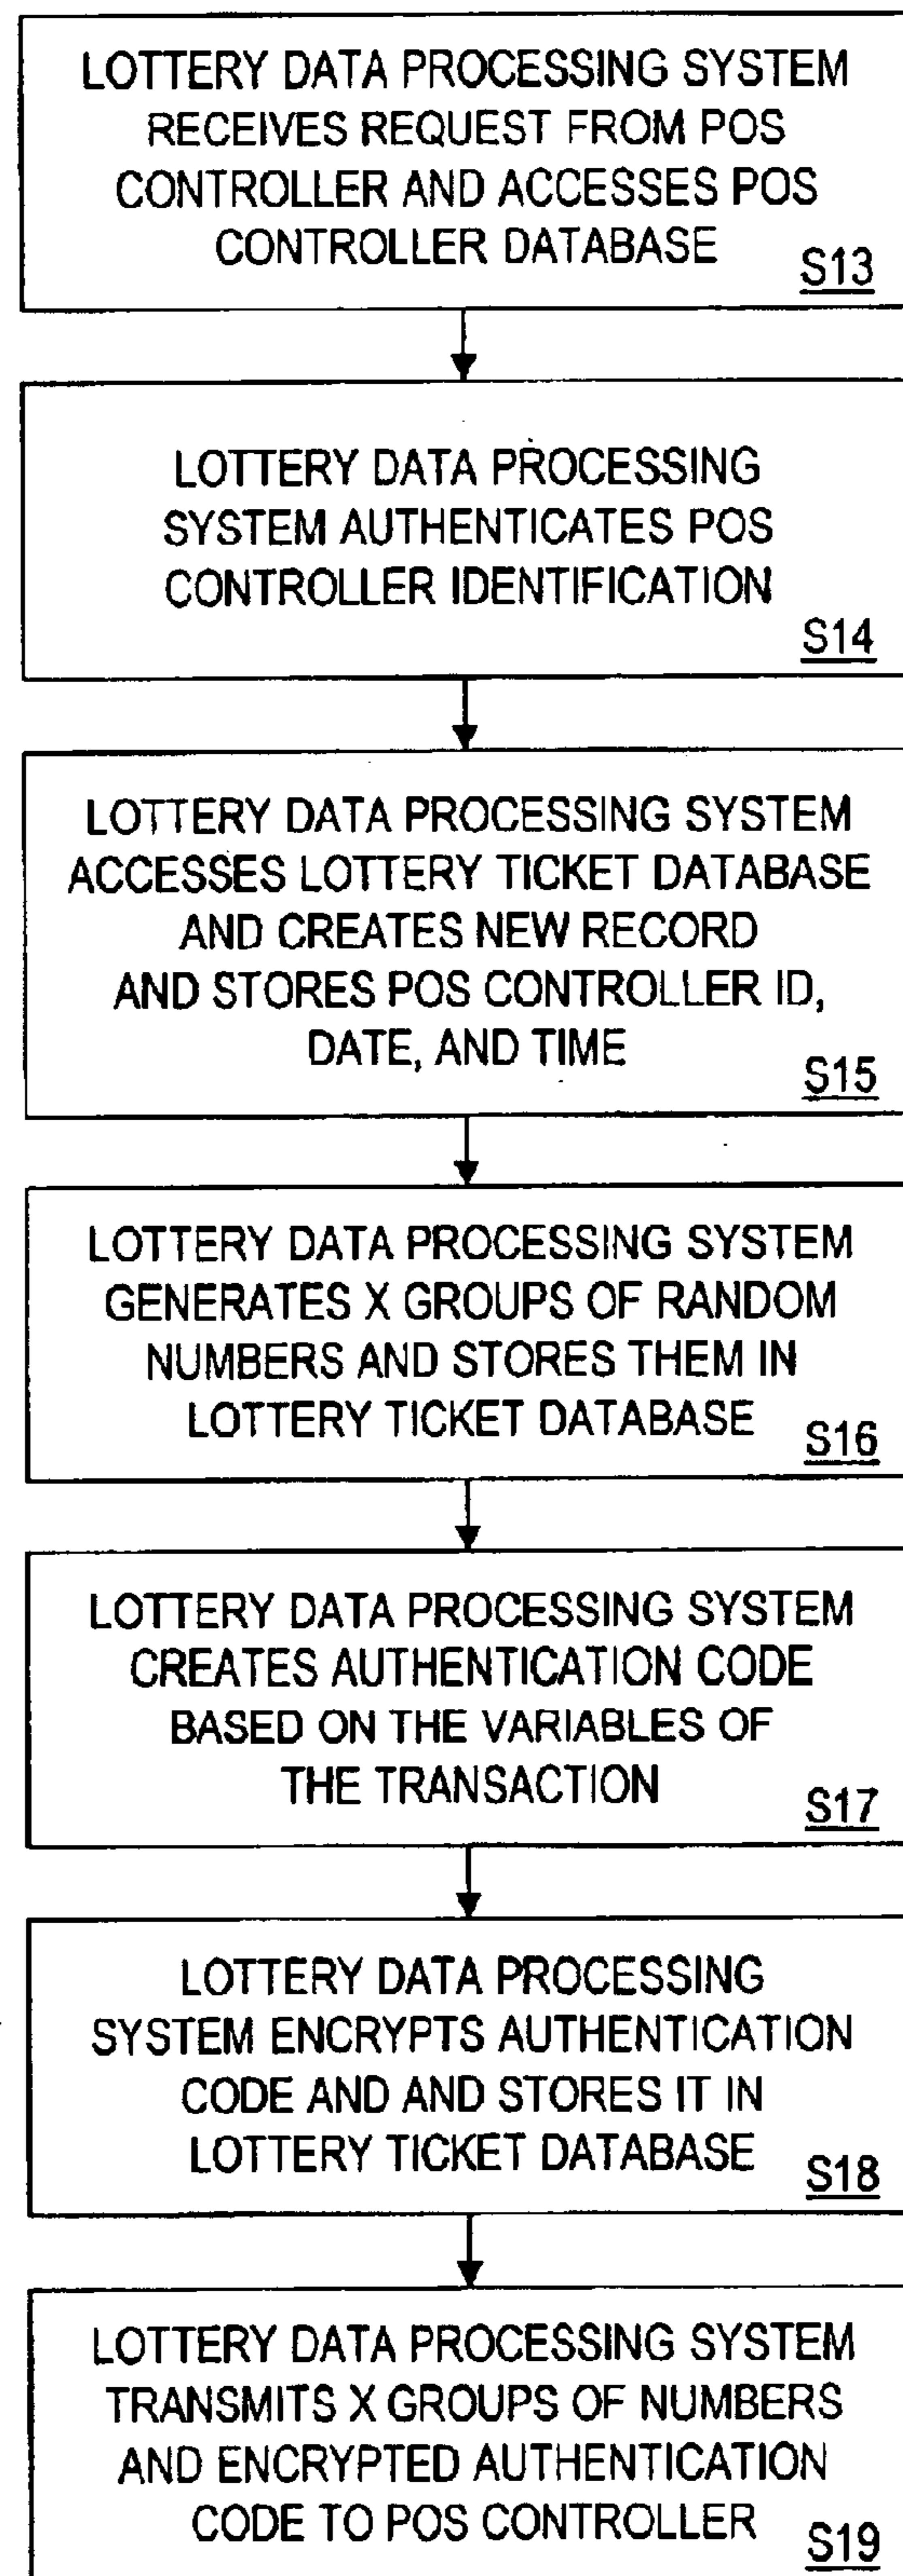 LOTTERY DATA PROCESSING SYSTEM
RECEIVES REQUEST FROM POS
CONTROLLER AND ACCESSES POS
CONTROLLER DATABASE
S13
LOTTERY DATA PROCESSING
SYSTEM AUTHENTICATES POS
CONTROLLER IDENTIFICATION
S14
LOTTERY DATA PROCESSING SYSTEM
ACCESSES LOTTERY TICKET DATABASE
AND CREATES NEW RECORD
AND STORES POS CONTROLLER ID,
DATE, AND TIME
S15
LOTTERY DATA PROCESSING SYSTEM
GENERATES X GROUPS OF RANDOM
NUMBERS AND STORES THEM IN
LOTTERY TICKET DATABASE
S16
LOTTERY DATA PROCESSING SYSTEM
CREATES AUTHENTICATION CODE
BASED ON THE VARIABLES OF
THE TRANSACTION
S17
LOTTERY DATA PROCESSING
SYSTEM ENCRYPTS AUTHENTICATION
CODE AND AND STORES IT IN
LOTTERY TICKET DATABASE
S18
LOTTERY DATA PROCESSING SYSTEM
TRANSMITS X GROUPS OF NUMBERS
AND ENCRYPTED AUTHENTICATION
CODE TO POS CONTROLLER
S19